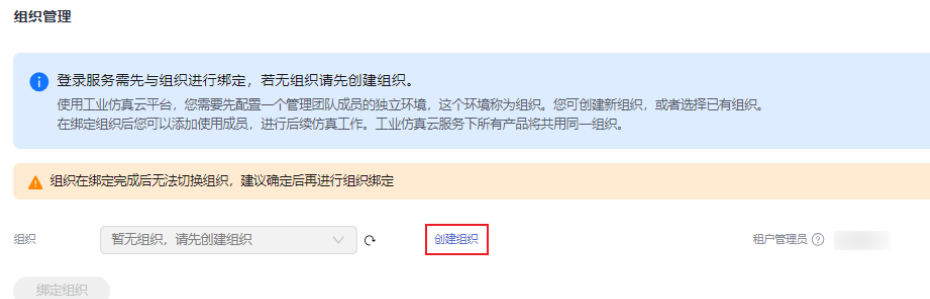 组织管理
登录服务需先与组织进行绑定，若无组织请先创建组织。
使用工业仿真云平台，您需要先配置一个管理团队成员的独立环境，这个环境称为组织。您可创建新组织，或者选择已有组织。
在绑定组织后您可以添加使用成员，进行后续仿真工作。工业仿真云服务下所有产品将共用同一组织。
组织在绑定完成后无法切换组织，建议确定后再进行组织绑定
组织 暂无组织，请先创建组织 创建组织 租户管理员
绑定组织